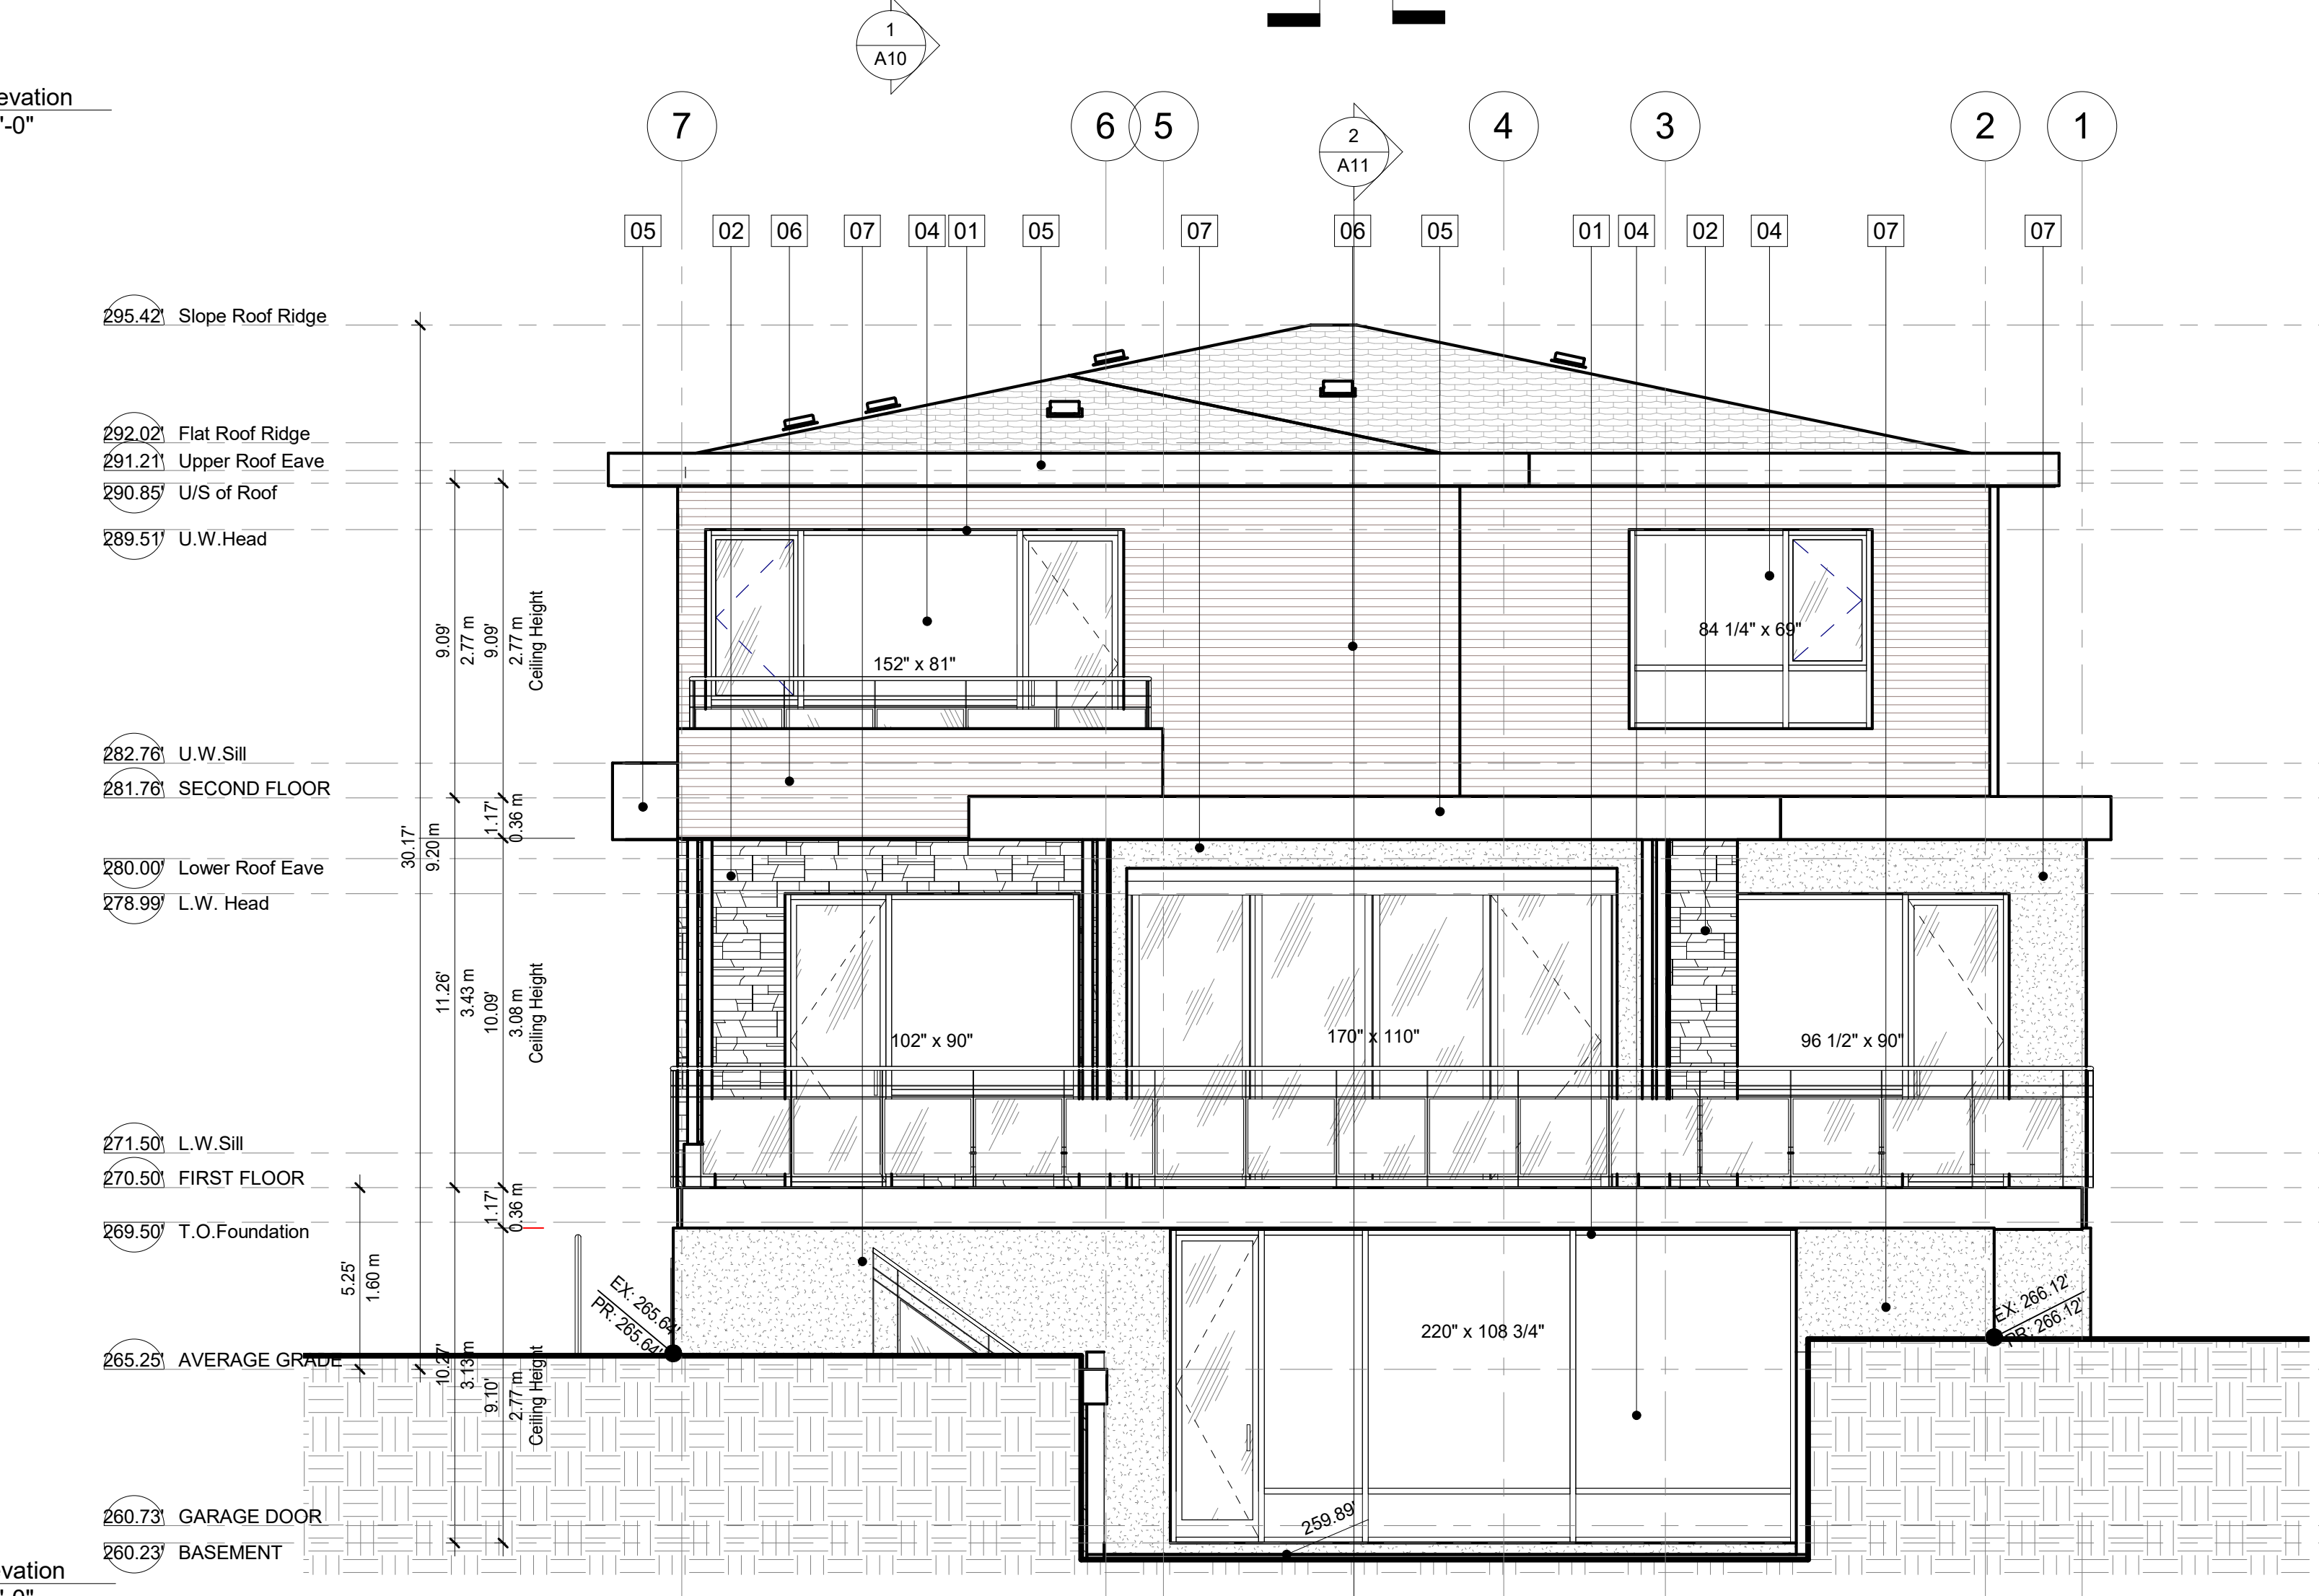 1
A10
evation
'-0"
7
6
5
2
A11
4
3
2
1
05
02
06
07
04
01
05
07
06
05
01
04
02
04
07
07
295.42' Slope Roof Ridge
292.02' Flat Roof Ridge
291.21' Upper Roof Eave
290.85' U/S of Roof
289.51' U.W.Head
282.76' U.W.Sill
281.76' SECOND FLOOR
280.00' Lower Roof Eave
278.99' L.W. Head
271.50' L.W.Sill
270.50' FIRST FLOOR
269.50' T.O.Foundation
265.25' AVERAGE GRADE
260.73' GARAGE DOOR
260.23' BASEMENT
5.25'
1.60 m
30.17'
9.20 m
9.09'
2.77 m
9.09'
2.77 m
Ceiling Height
1.17'
0.36 m
11.26'
3.43 m
10.09'
3.08 m
Ceiling Height
1.17'
0.36 m
10.27'
3.13 m
9.10'
2.77 m
Ceiling Height
152" x 81"
84 1/4" x 69"
102" x 90"
170" x 110"
96 1/2" x 90"
EX: 265.64'
PR: 265.64'
EX: 266.12'
PR: 266.12'
220" x 108 3/4"
259.89'
vation
'-0"